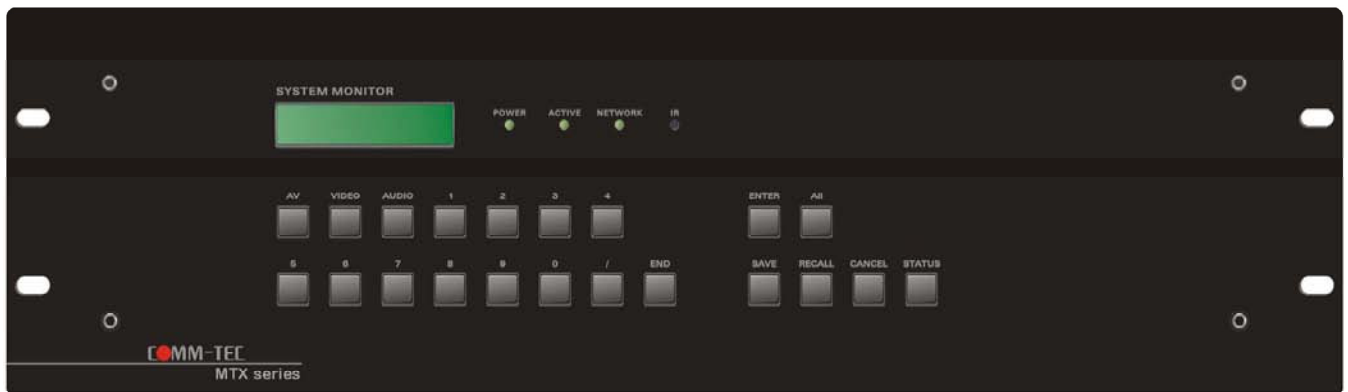 SYSTEM MONITOR
POWER ACTIVE NETWORK IR
AV VIDEO AUDIO 1 2 3 4 ENTER All
5 6 7 8 9 0 / END SAVE RECALL CANCEL STATUS
COMM-TEC
MTX series